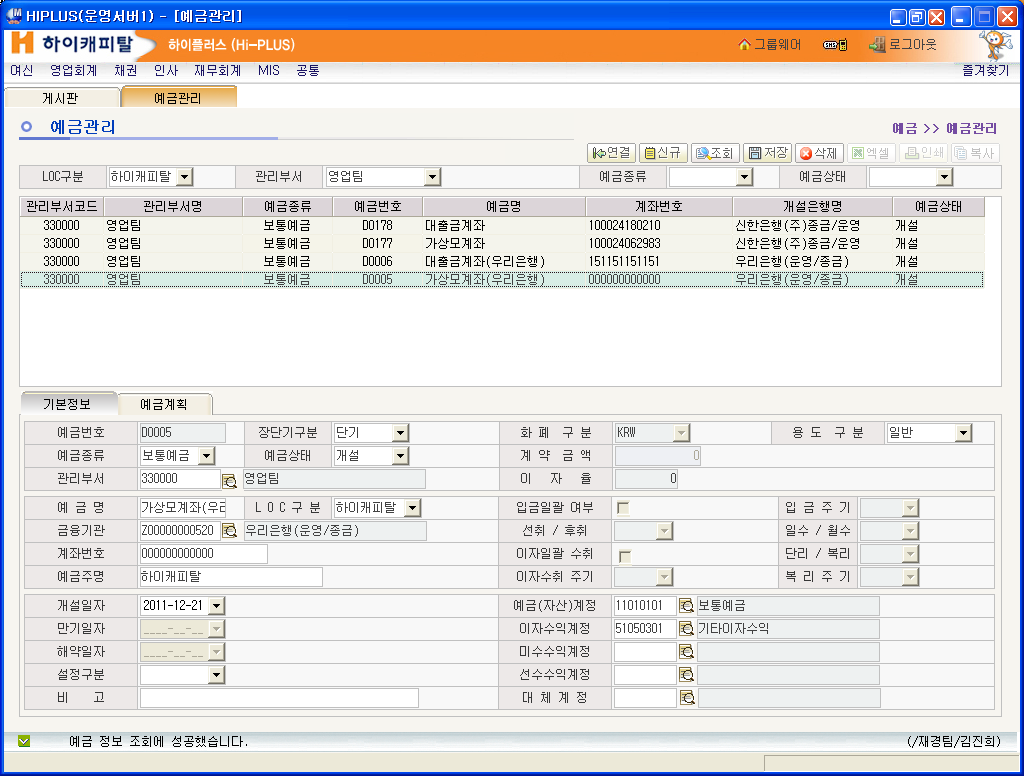 HIPLUS(운영서버1) - [예금관리]
하이캐피탈 하이플러스 (Hi-PLUS) 그룹웨어 로그아웃
여신 영업회계 채권 인사 재무회계 MIS 공통 즐겨찾기
게시판 예금관리
예금관리 예금 >> 예금관리
연결 신규 조회 저장 삭제 엑셀 인쇄 복사
LOC구분 하이캐피탈 관리부서 영업팀 예금종류 예금상태
관리부서코드 관리부서명 예금종류 예금번호 예금명 계좌번호 개설은행명 예금상태
330000 영업팀 보통예금 D0178 대출금계좌 100024180210 신한은행(주)종금/운영 개설
330000 영업팀 보통예금 D0177 가상모계좌 100024062983 신한은행(주)종금/운영 개설
330000 영업팀 보통예금 D0006 대출금계좌(우리은행) 151151151151 우리은행(운영/종금) 개설
330000 영업팀 보통예금 D0005 가상모계좌(우리은행) 000000000000 우리은행(운영/종금) 개설
기본정보 예금계획
예금번호 D0005 장단기구분 단기 화 폐 구 분 KRW 용 도 구 분 일반
예금종류 보통예금 예금상태 개설 계 약 금 액 0
관리부서 330000 영업팀 이 자 율 0
예 금 명 가상모계좌(우리 L O C 구 분 하이캐피탈 입금일괄 여부 입 금 주 기
금융기관 Z00000000520 우리은행(운영/종금) 선취 / 후취 일수 / 월수
계좌번호 000000000000 이자일괄 수취 단리 / 복리
예금주명 하이캐피탈 이자수취 주기 복 리 주 기
개설일자 2011-12-21 예금(자산)계정 11010101 보통예금
만기일자 ____-__-__ 이자수익계정 51050301 기타이자수익
해약일자 ____-__-__ 미수수익계정
설정구분 선수수익계정
비 고 대 체 계 정
예금 정보 조회에 성공했습니다. (/재경팀/김진희)